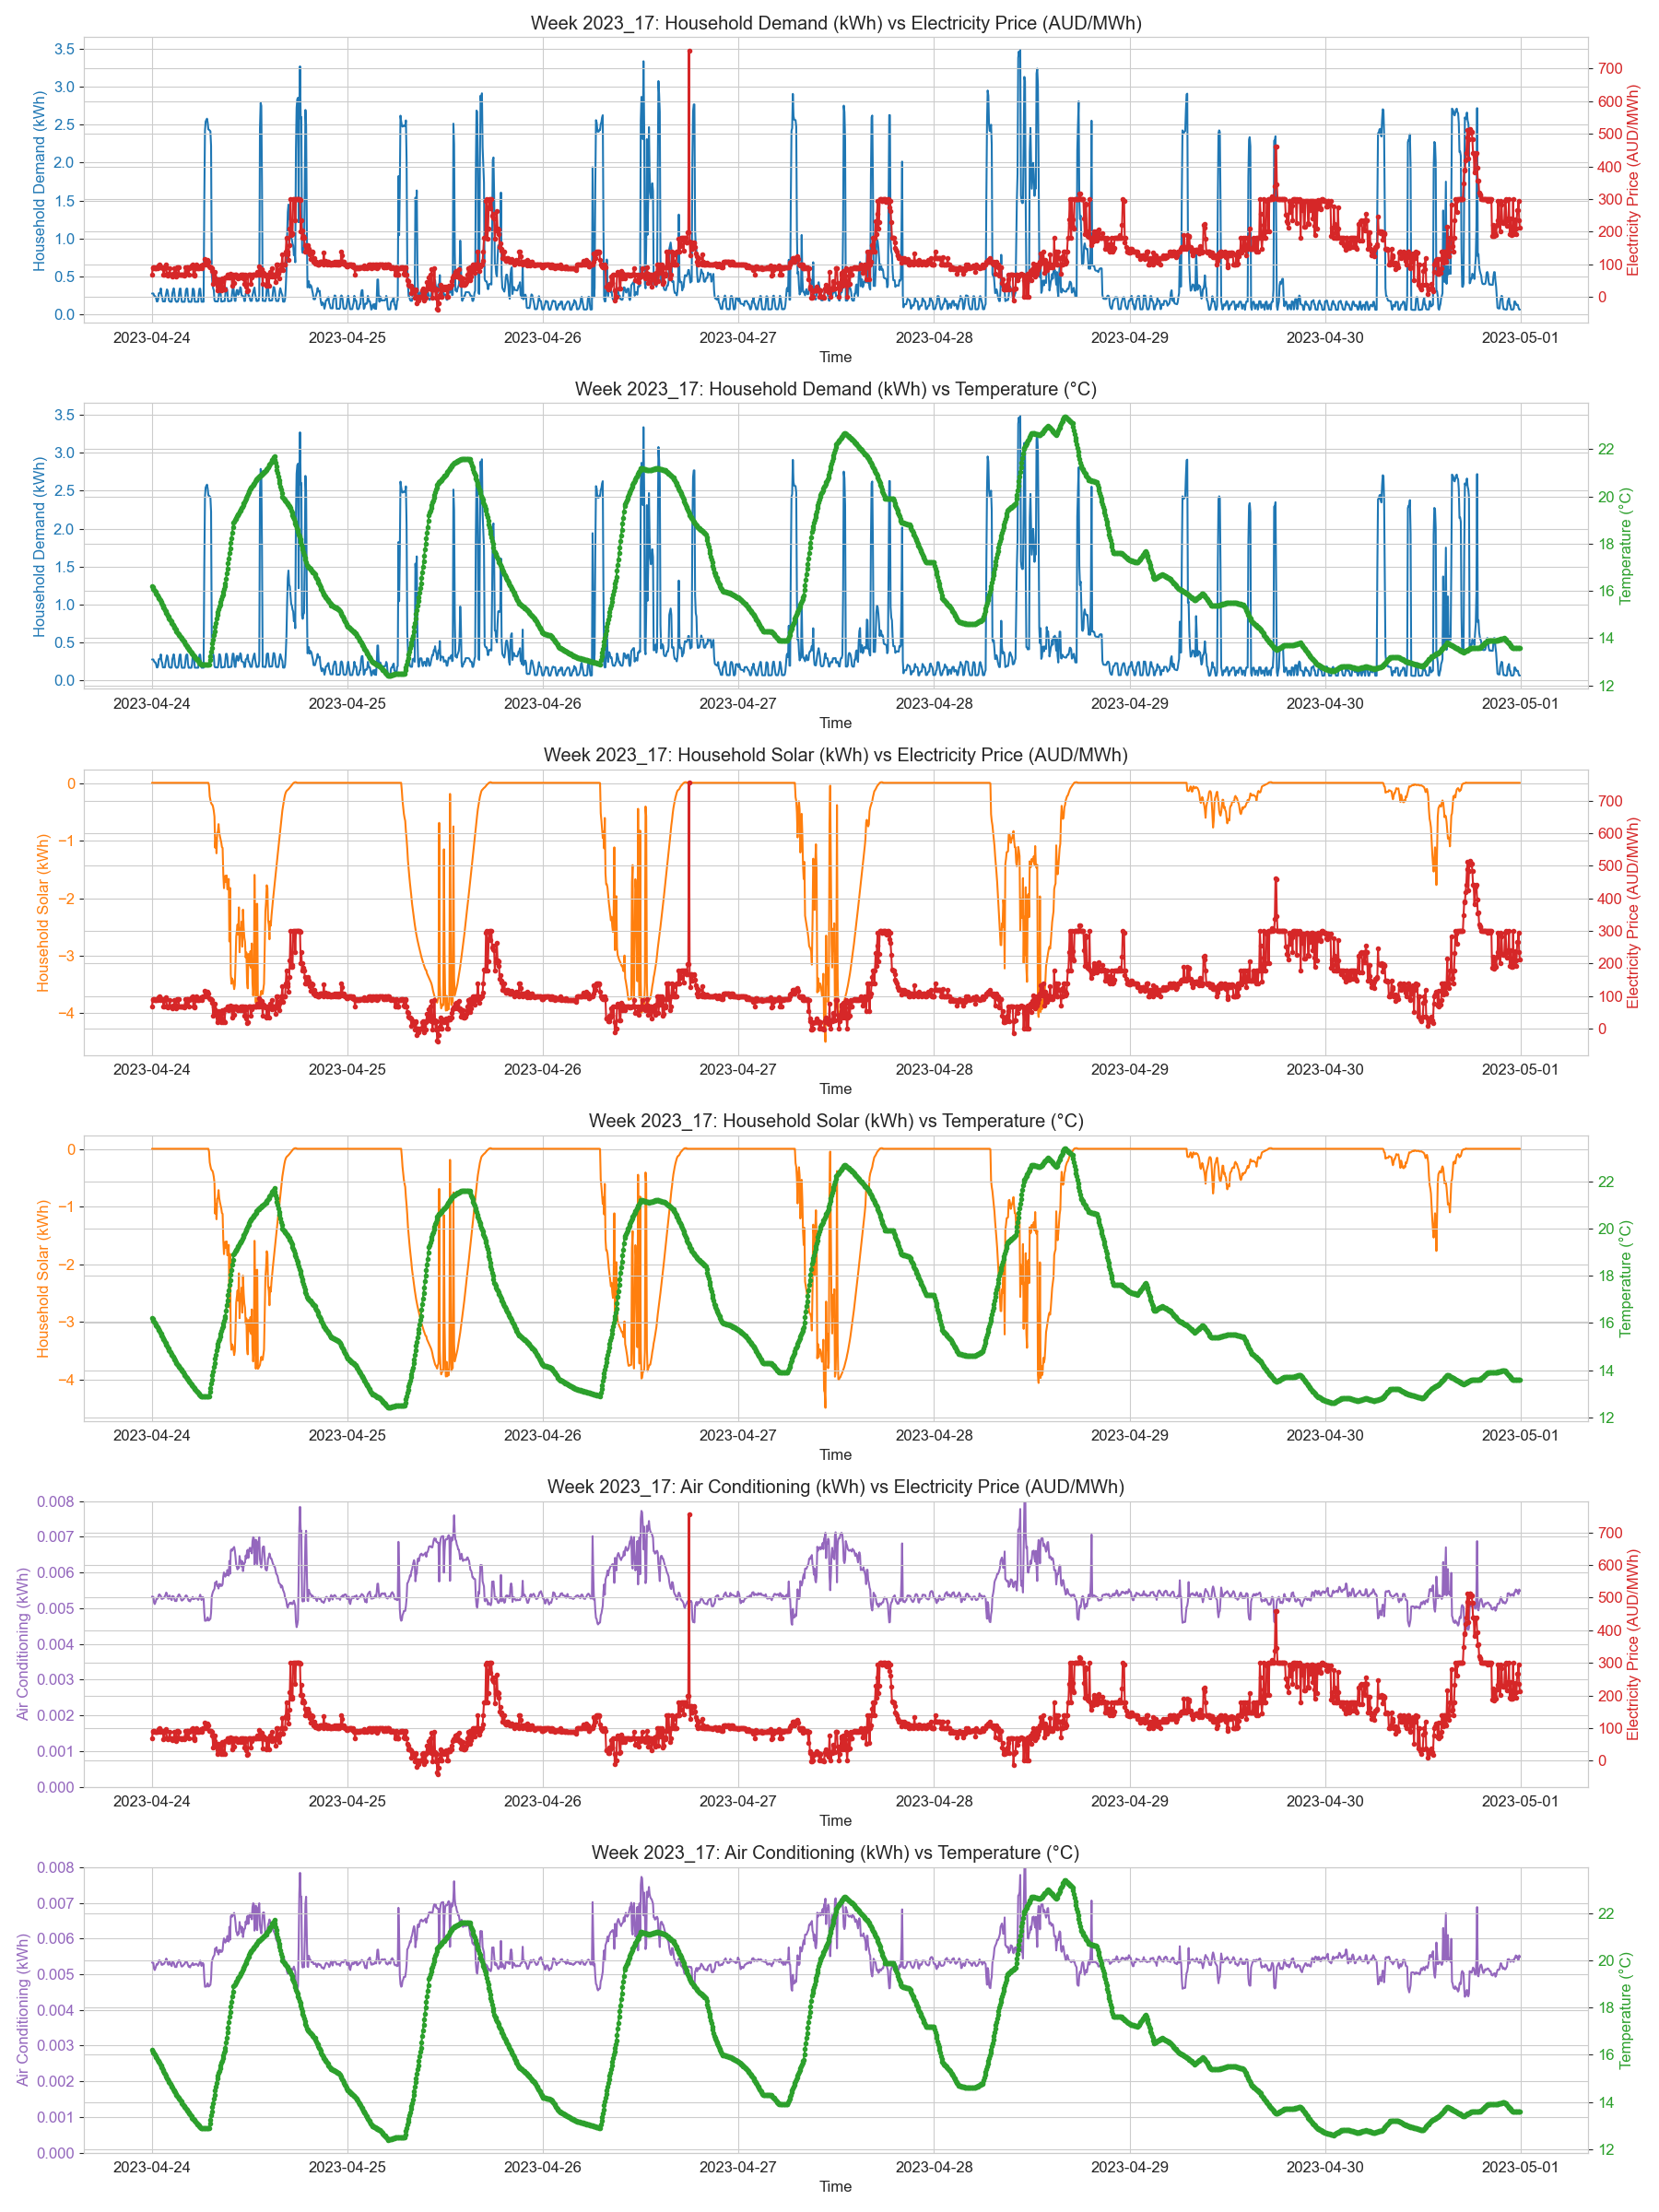 Week 2023_17: Household Demand (kWh) vs Electricity Price (AUD/MWh)
Household Demand (kWh)
3.5
3.0
2.5
2.0
1.5
1.0
0.5
0.0
700
600
500
400
300
200
100
0
Electricity Price (AUD/MWh)
2023-04-24 2023-04-25 2023-04-26 2023-04-27 2023-04-28 2023-04-29 2023-04-30 2023-05-01
Time
Week 2023_17: Household Demand (kWh) vs Temperature (°C)
Household Demand (kWh)
3.5
3.0
2.5
2.0
1.5
1.0
0.5
0.0
22
20
18
16
14
12
Temperature (°C)
2023-04-24 2023-04-25 2023-04-26 2023-04-27 2023-04-28 2023-04-29 2023-04-30 2023-05-01
Time
Week 2023_17: Household Solar (kWh) vs Electricity Price (AUD/MWh)
Household Solar (kWh)
0
−1
−2
−3
−4
700
600
500
400
300
200
100
0
Electricity Price (AUD/MWh)
2023-04-24 2023-04-25 2023-04-26 2023-04-27 2023-04-28 2023-04-29 2023-04-30 2023-05-01
Time
Week 2023_17: Household Solar (kWh) vs Temperature (°C)
Household Solar (kWh)
0
−1
−2
−3
−4
22
20
18
16
14
12
Temperature (°C)
2023-04-24 2023-04-25 2023-04-26 2023-04-27 2023-04-28 2023-04-29 2023-04-30 2023-05-01
Time
Week 2023_17: Air Conditioning (kWh) vs Electricity Price (AUD/MWh)
Air Conditioning (kWh)
0.008
0.007
0.006
0.005
0.004
0.003
0.002
0.001
0.000
700
600
500
400
300
200
100
0
Electricity Price (AUD/MWh)
2023-04-24 2023-04-25 2023-04-26 2023-04-27 2023-04-28 2023-04-29 2023-04-30 2023-05-01
Time
Week 2023_17: Air Conditioning (kWh) vs Temperature (°C)
Air Conditioning (kWh)
0.008
0.007
0.006
0.005
0.004
0.003
0.002
0.001
0.000
22
20
18
16
14
12
Temperature (°C)
2023-04-24 2023-04-25 2023-04-26 2023-04-27 2023-04-28 2023-04-29 2023-04-30 2023-05-01
Time